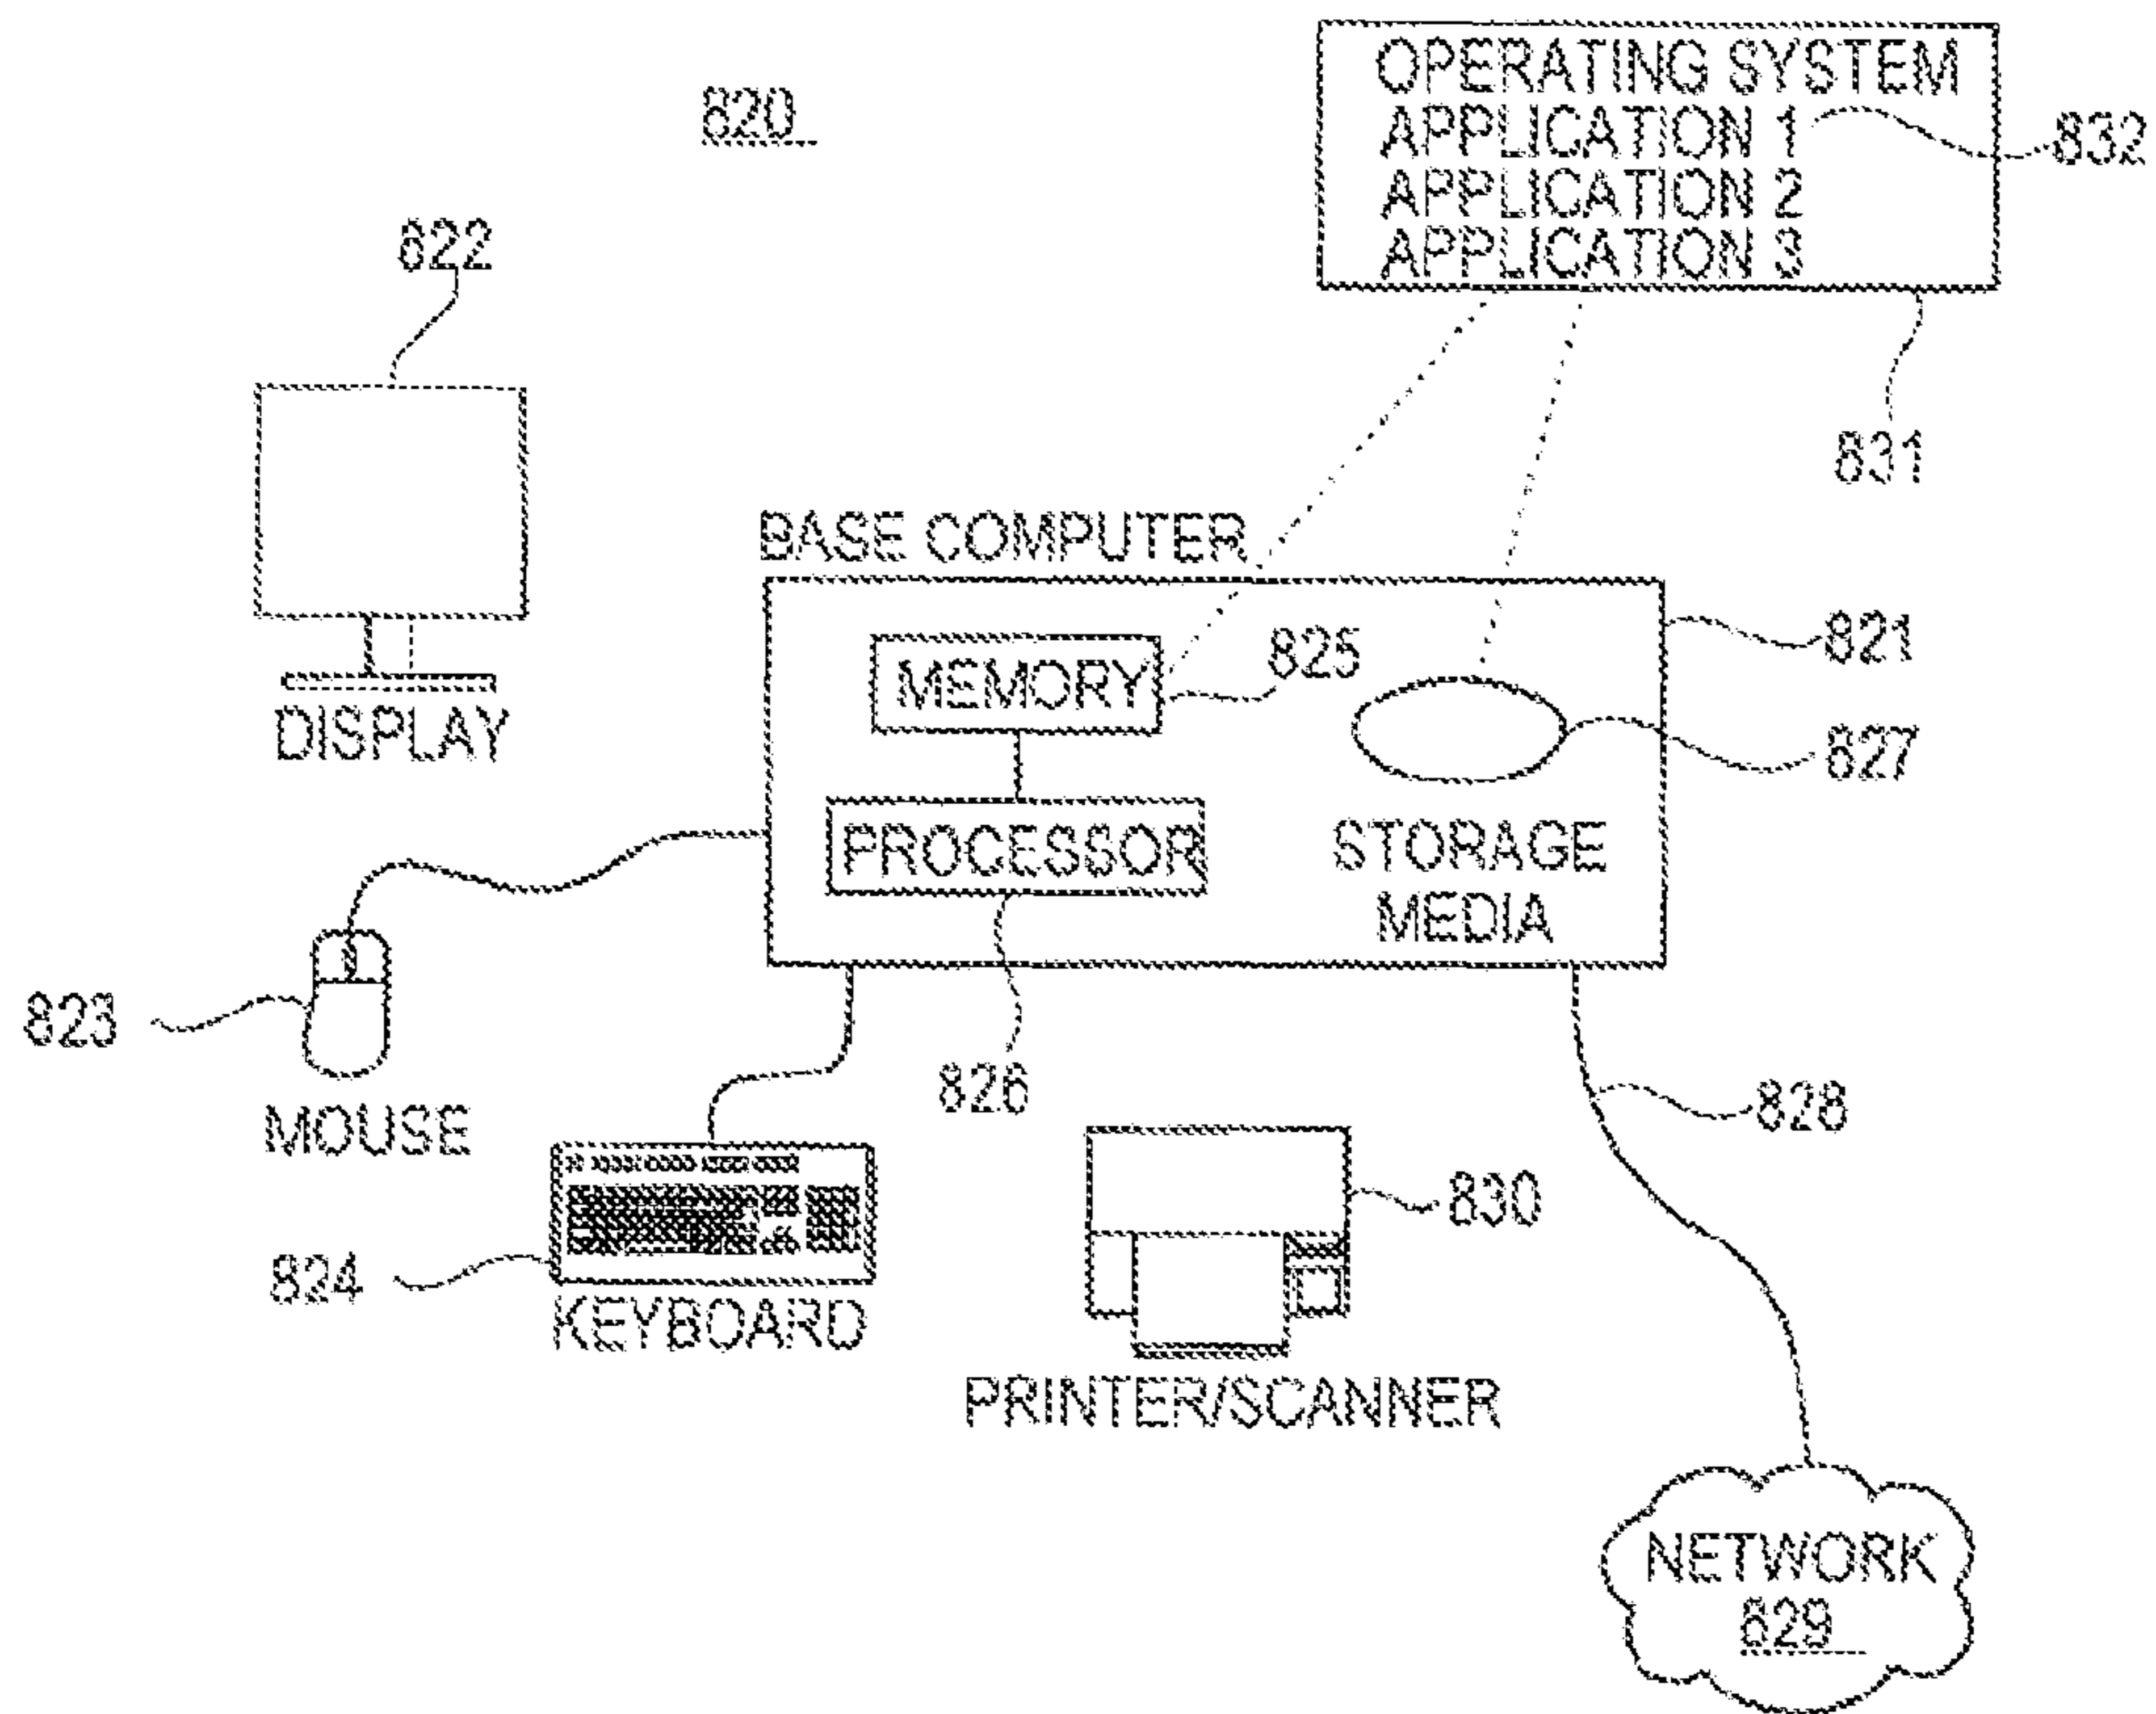 820
OPERATING SYSTEM
APPLICATION 1
APPLICATION 2
APPLICATION 3
832
822
831
BASE COMPUTER
821
MEMORY
825
827
DISPLAY
PROCESSOR
STORAGE
MEDIA
823
826
828
MOUSE
830
824
KEYBOARD
PRINTER/SCANNER
NETWORK
829